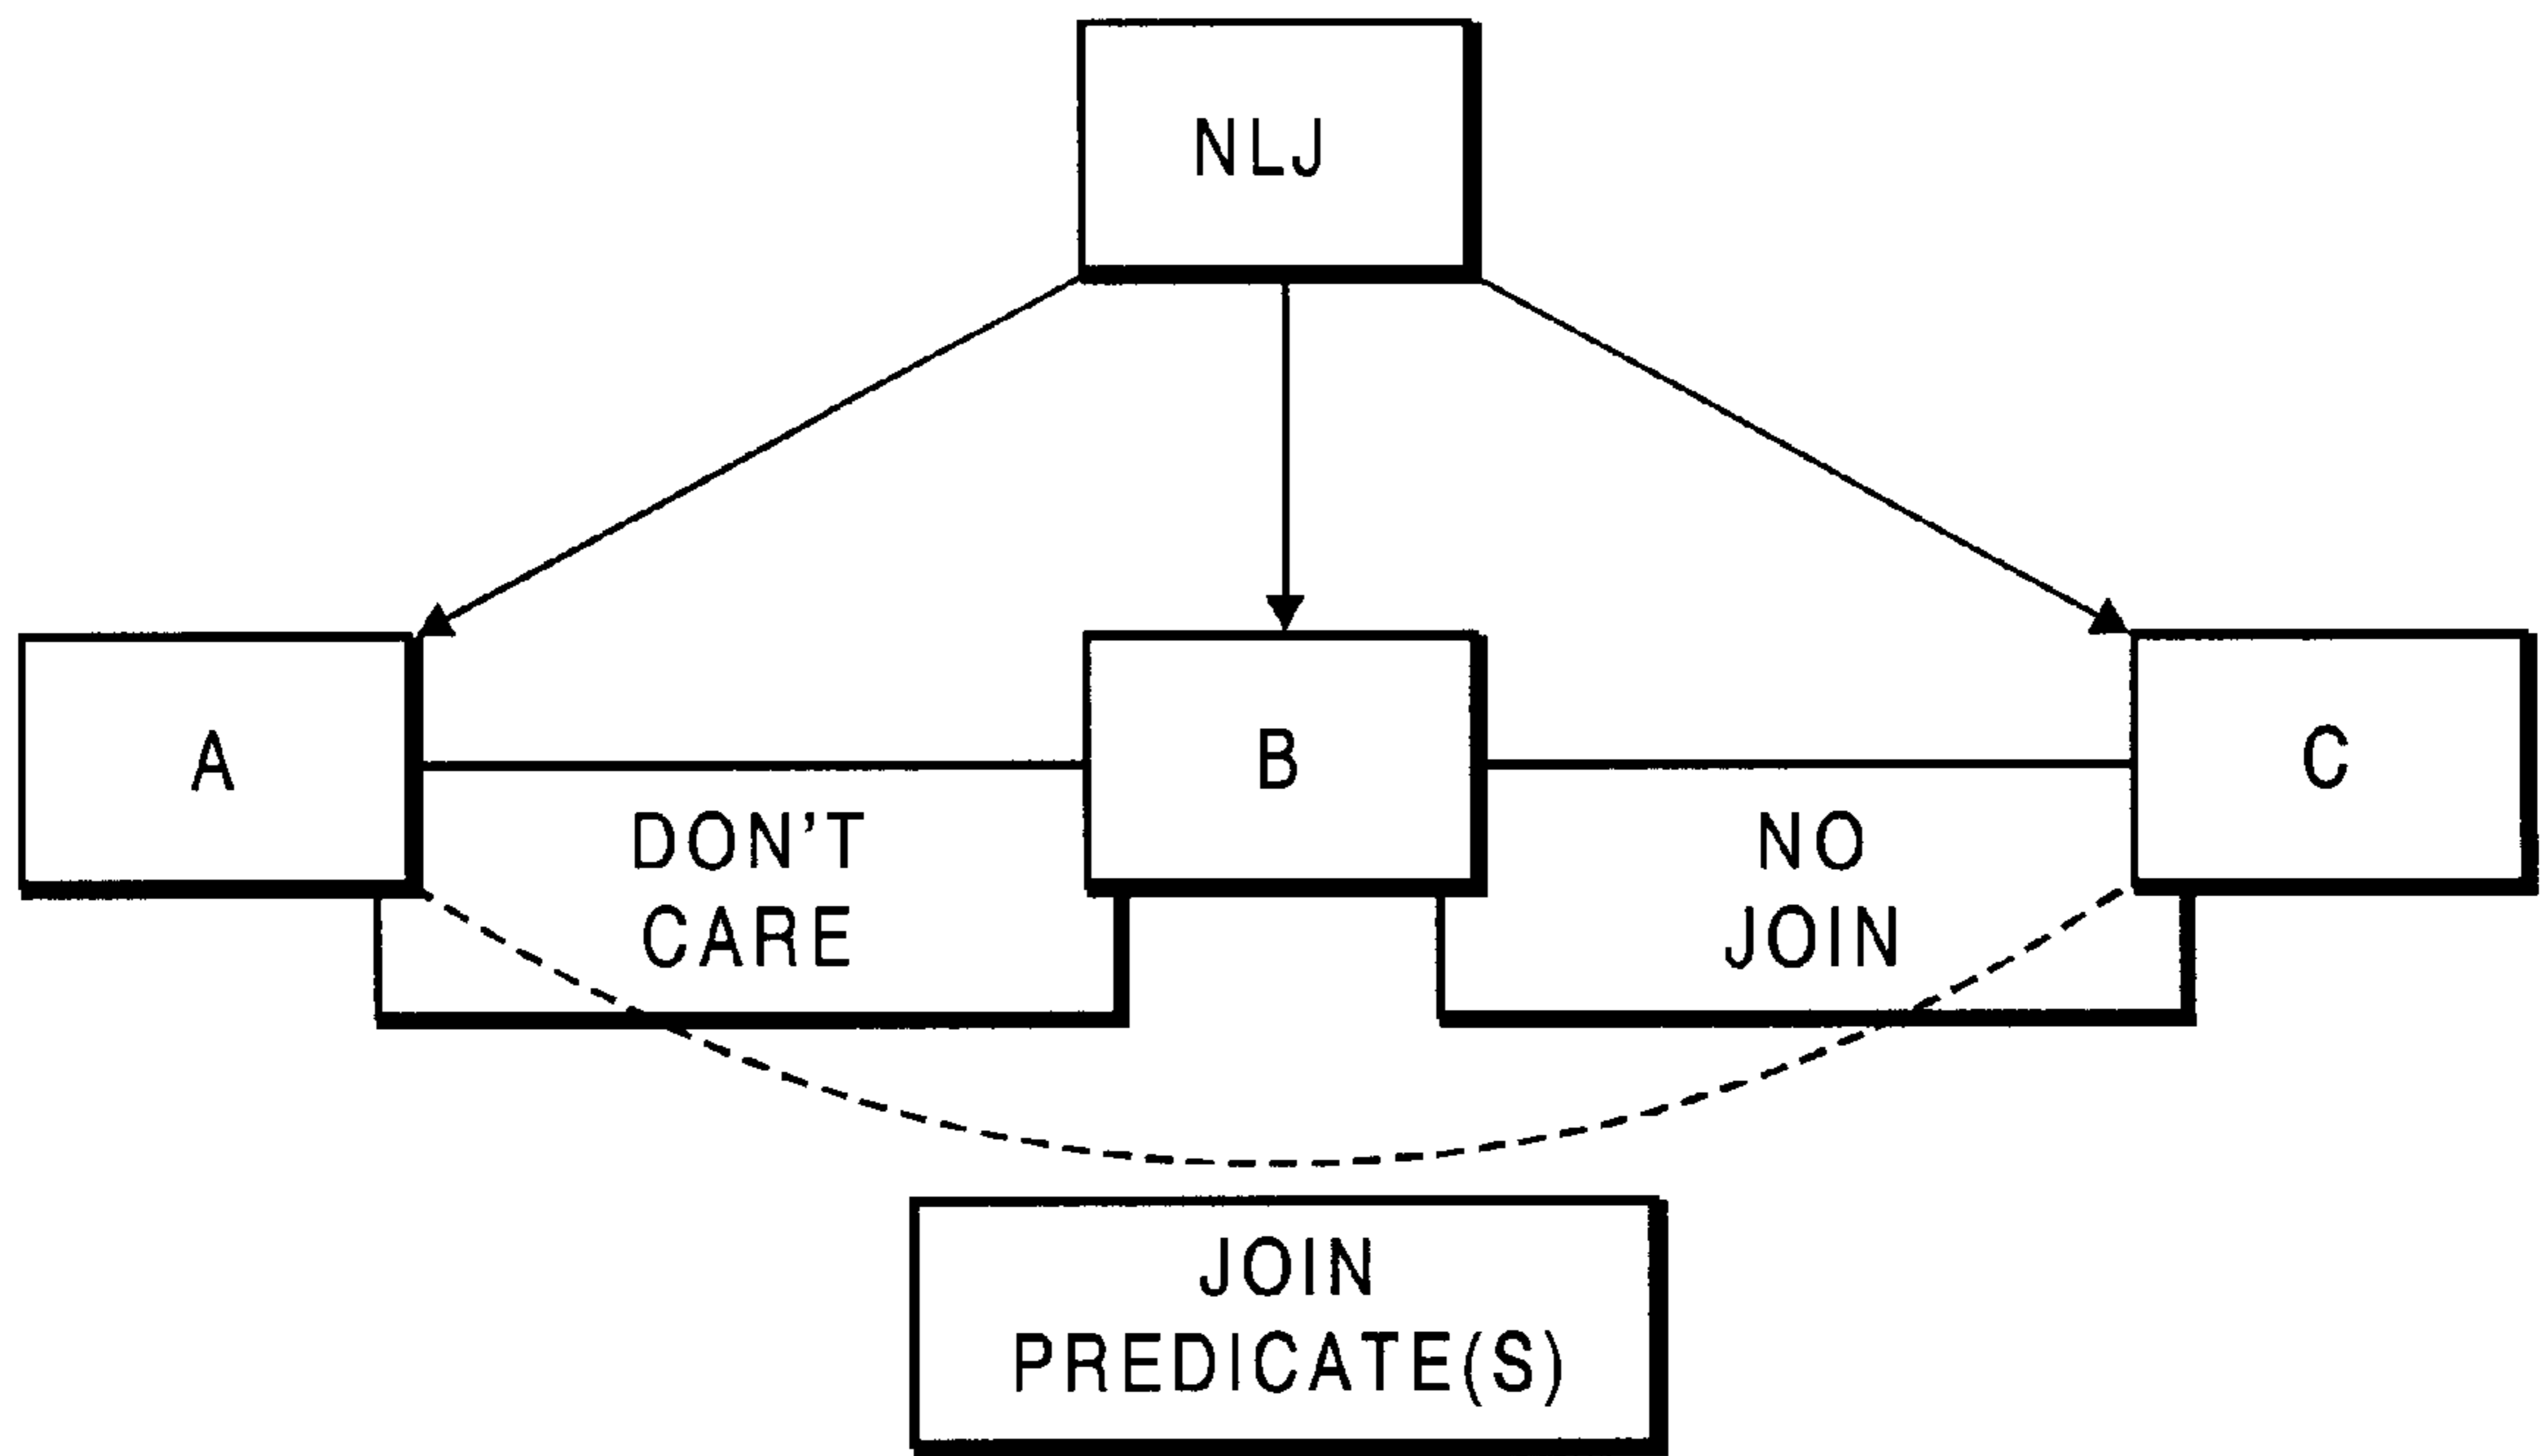 NLJ
A
B
C
DON'T
CARE
NO
JOIN
JOIN
PREDICATE(S)